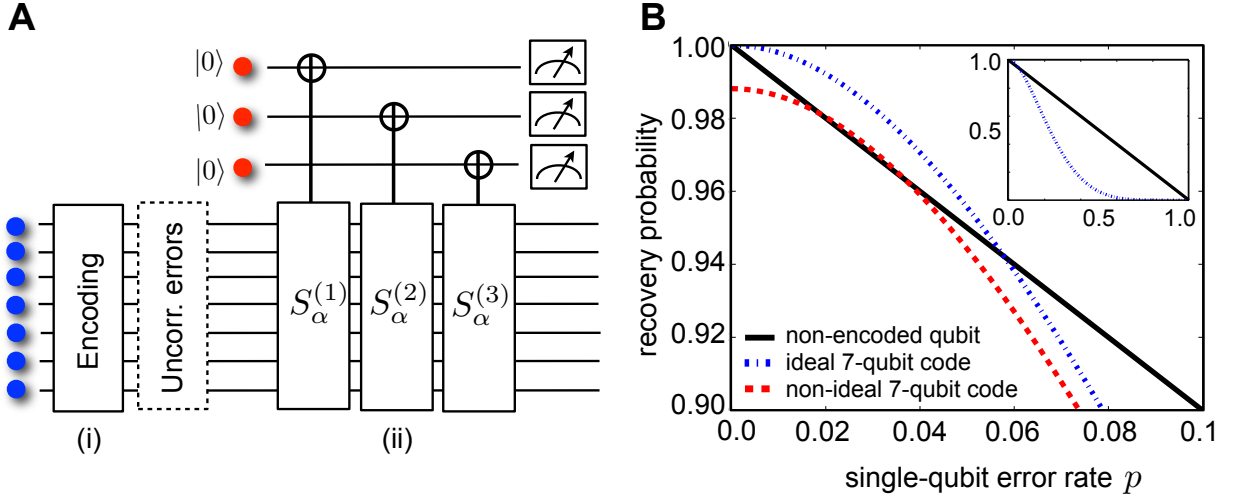 A
|0⟩
|0⟩
|0⟩
Encoding
Uncorr. errors
S_α^(1)
S_α^(2)
S_α^(3)
(i)
(ii)
B
recovery probability
1.00
0.98
0.96
0.94
0.92
0.90
0.0
0.02
0.04
0.06
0.08
0.1
single-qubit error rate p
non-encoded qubit
ideal 7-qubit code
non-ideal 7-qubit code
1.0
0.5
0.0
0.5
1.0